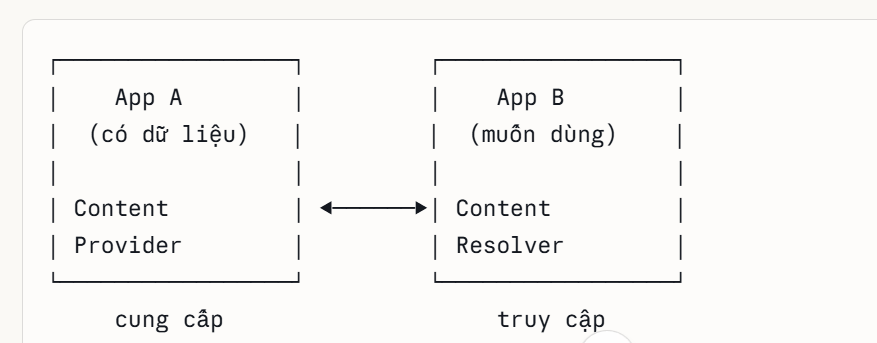 App A App B
(có dữ liệu) (muốn dùng)
Content Content
Provider Resolver
cung cấp truy cập